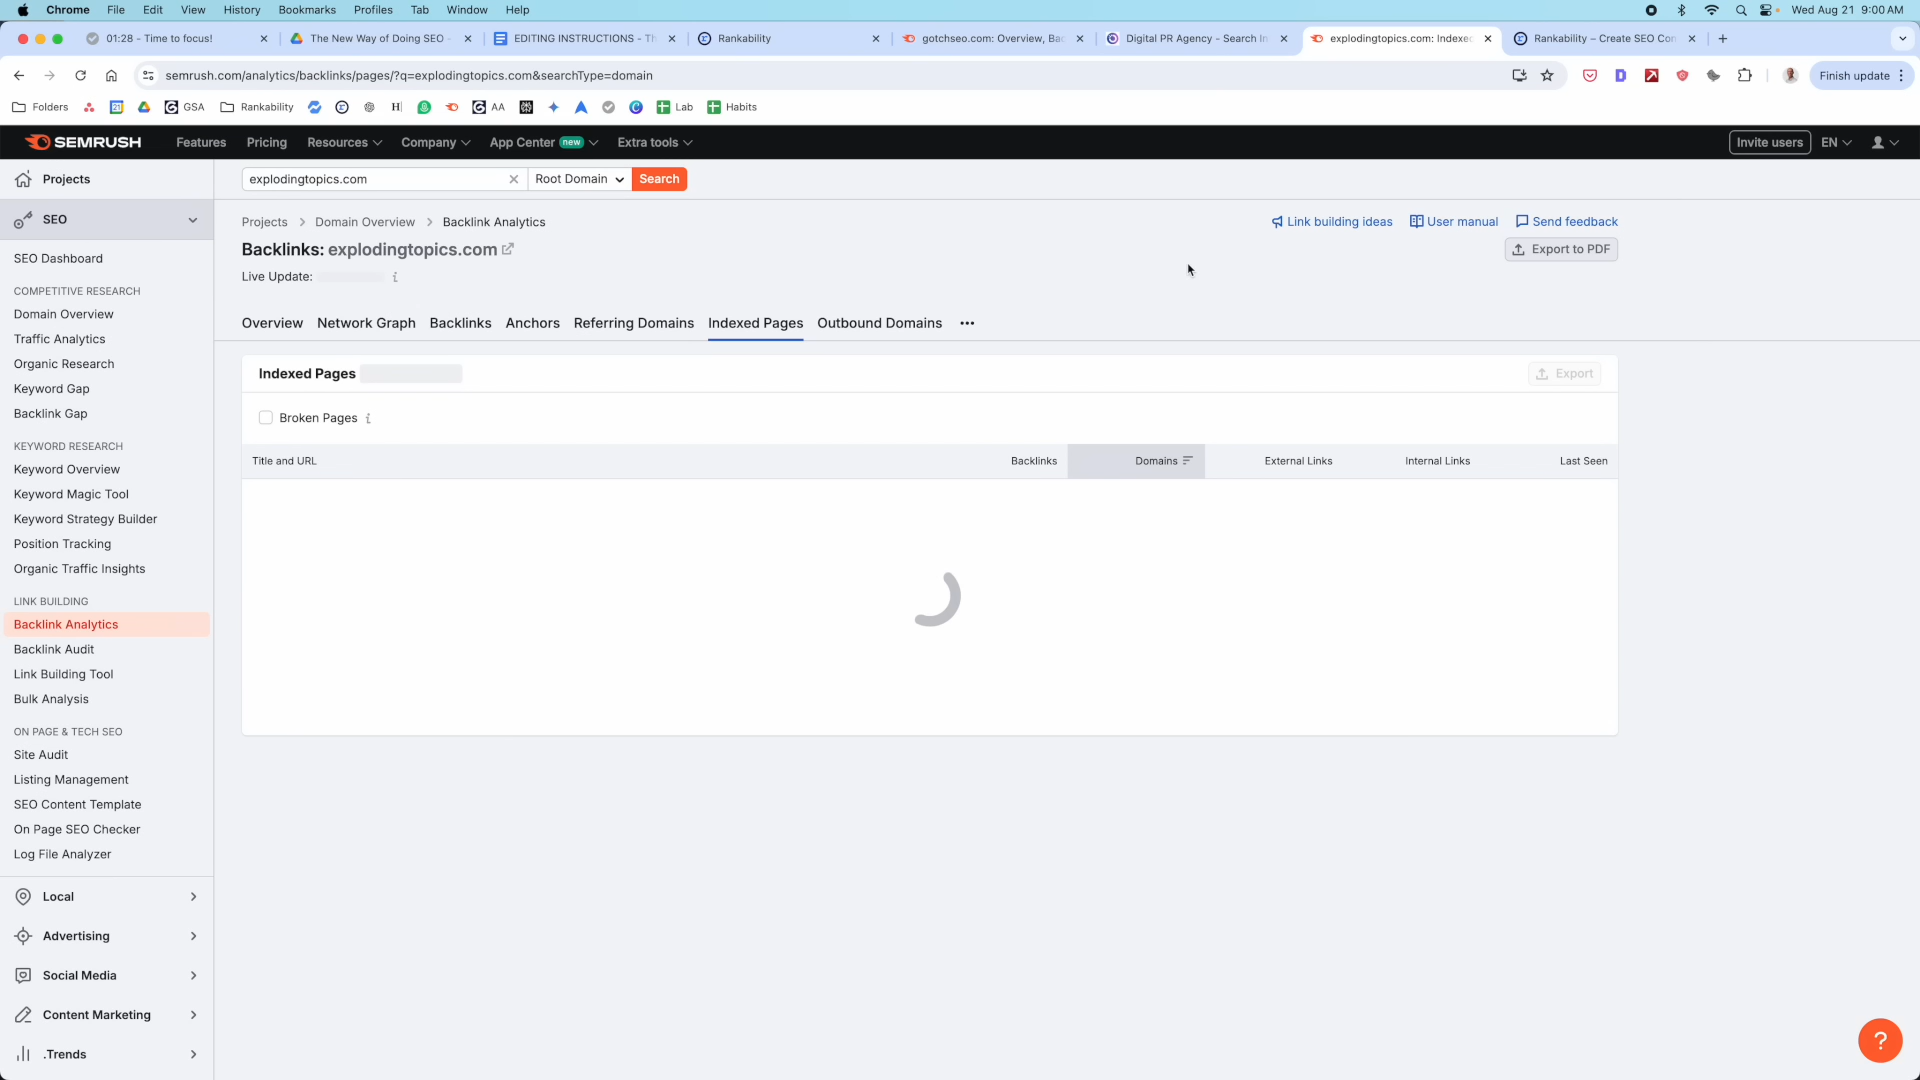 Chrome File Edit View History Bookmarks Profiles Tab Window Help Wed Aug 21 9:00 AM
01:28 - Time to focus! The New Way of Doing SEO - EDITING INSTRUCTIONS - Th Rankability gotchseo.com: Overview, Ba Digital PR Agency - Search In explodingtopics.com: Indexed Rankability – Create SEO Con
semrush.com/analytics/backlinks/pages/?q=explodingtopics.com&searchType=domain Finish update
Folders 21 GSA Rankability H AA Lab Habits
SEMRUSH Features Pricing Resources Company App Center new Extra tools Invite users EN
Projects
explodingtopics.com Root Domain Search
SEO
Projects > Domain Overview > Backlink Analytics Link building ideas User manual Send feedback
Backlinks: explodingtopics.com Export to PDF
Live Update: i
Overview Network Graph Backlinks Anchors Referring Domains Indexed Pages Outbound Domains •••
Indexed Pages Export
Broken Pages i
Title and URL Backlinks Domains External Links Internal Links Last Seen
SEO Dashboard
COMPETITIVE RESEARCH
Domain Overview
Traffic Analytics
Organic Research
Keyword Gap
Backlink Gap
KEYWORD RESEARCH
Keyword Overview
Keyword Magic Tool
Keyword Strategy Builder
Position Tracking
Organic Traffic Insights
LINK BUILDING
Backlink Analytics
Backlink Audit
Link Building Tool
Bulk Analysis
ON PAGE & TECH SEO
Site Audit
Listing Management
SEO Content Template
On Page SEO Checker
Log File Analyzer
Local
Advertising
Social Media
Content Marketing
.Trends
?